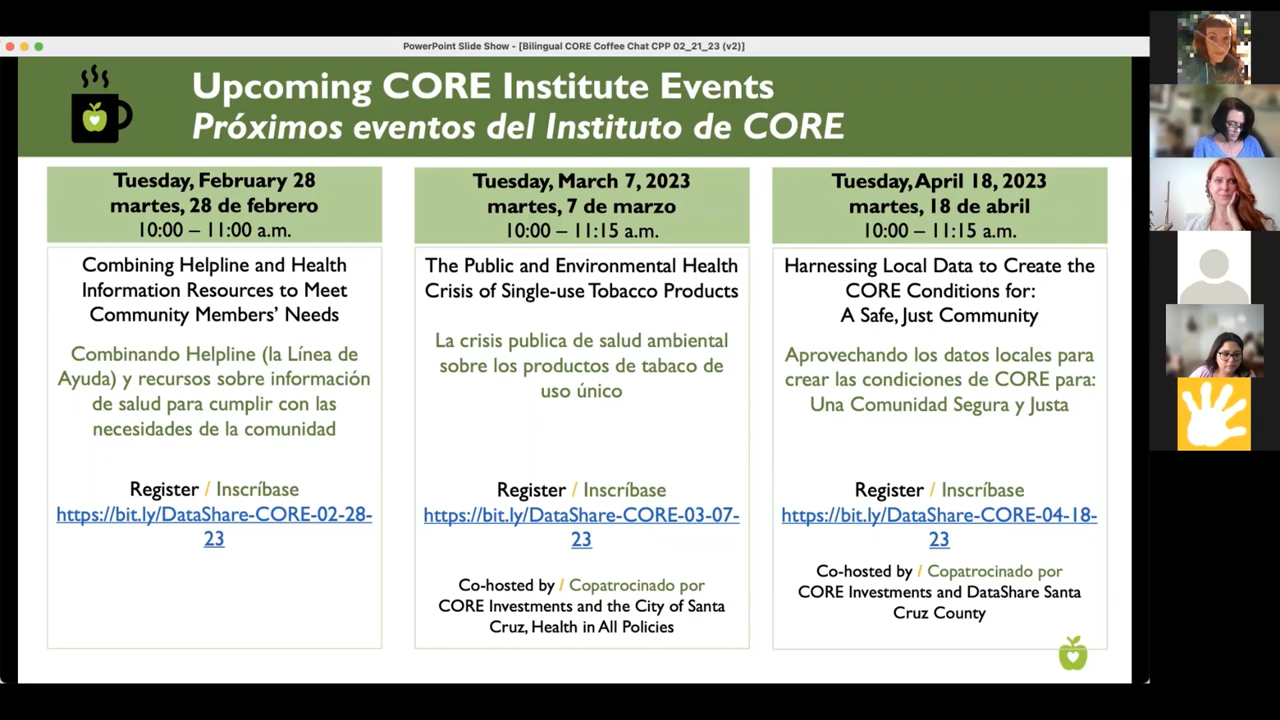 PowerPoint Slide Show - [Bilingual CORE Coffee Chat CPP 02_21_23 (v2)]
Upcoming CORE Institute Events
Próximos eventos del Instituto de CORE
Tuesday, February 28
martes, 28 de febrero
10:00 – 11:00 a.m.
Combining Helpline and Health
Information Resources to Meet
Community Members' Needs
Combinando Helpline (la Línea de
Ayuda) y recursos sobre información
de salud para cumplir con las
necesidades de la comunidad
Register / Inscríbase
https://bit.ly/DataShare-CORE-02-28-
23
Tuesday, March 7, 2023
martes, 7 de marzo
10:00 – 11:15 a.m.
The Public and Environmental Health
Crisis of Single-use Tobacco Products
La crisis publica de salud ambiental
sobre los productos de tabaco de
uso único
Register / Inscríbase
https://bit.ly/DataShare-CORE-03-07-
23
Co-hosted by / Copatrocinado por
CORE Investments and the City of Santa
Cruz, Health in All Policies
Tuesday, April 18, 2023
martes, 18 de abril
10:00 – 11:15 a.m.
Harnessing Local Data to Create the
CORE Conditions for:
A Safe, Just Community
Aprovechando los datos locales para
crear las condiciones de CORE para:
Una Comunidad Segura y Justa
Register / Inscríbase
https://bit.ly/DataShare-CORE-04-18-
23
Co-hosted by / Copatrocinado por
CORE Investments and DataShare Santa
Cruz County